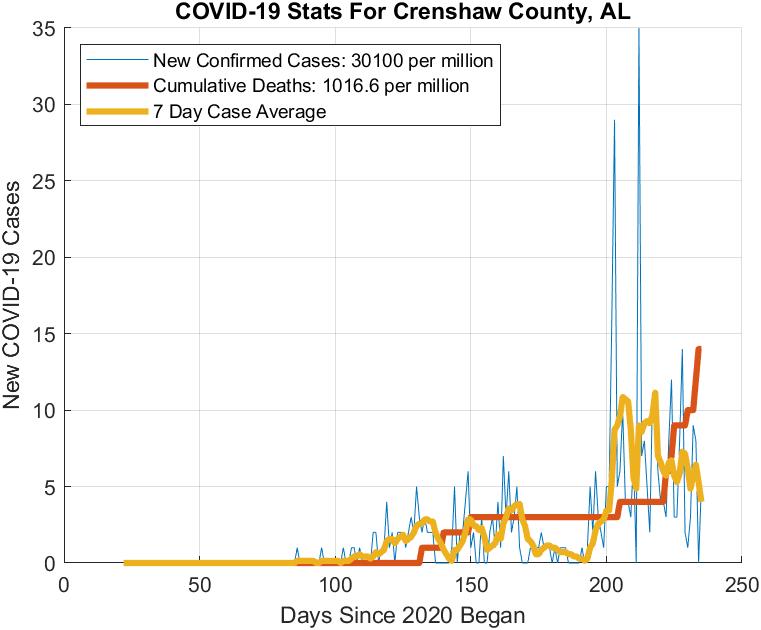 COVID-19 Stats For Crenshaw County, AL
New Confirmed Cases: 30100 per million
Cumulative Deaths: 1016.6 per million
7 Day Case Average
New COVID-19 Cases
35
30
25
20
15
10
5
0
0 50 100 150 200 250
Days Since 2020 Began